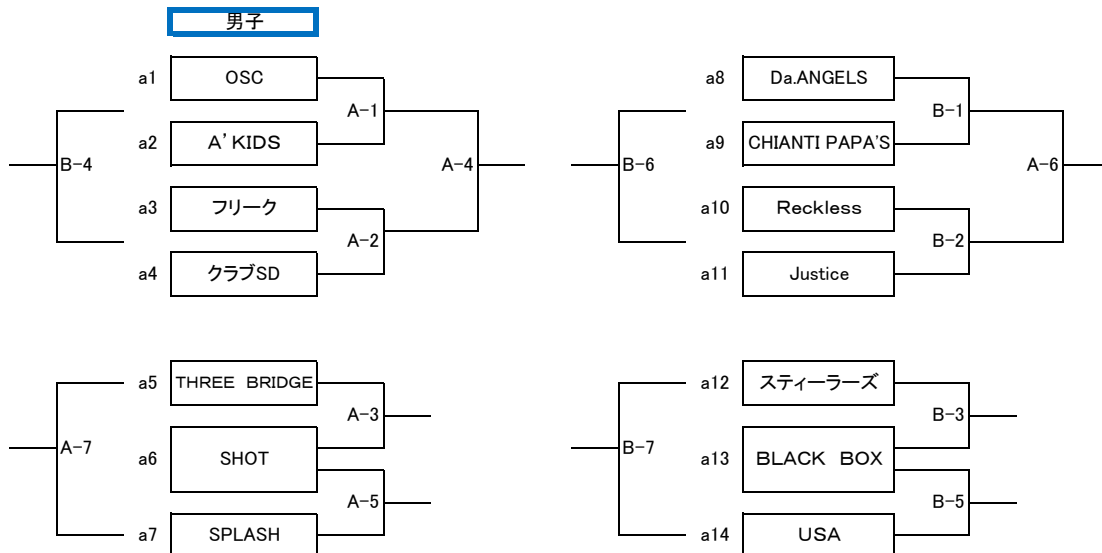 男子
a1 OSC
A-1
a2 A'KIDS
B-4 A-4
a3 フリーク
A-2
a4 クラブSD
a8 Da.ANGELS
B-1
a9 CHIANTI PAPA'S
B-6 A-6
a10 Reckless
B-2
a11 Justice
a5 THREE BRIDGE
A-3
A-7
a6 SHOT
A-5
a7 SPLASH
a12 スティーラーズ
B-3
B-7
a13 BLACK BOX
B-5
a14 USA